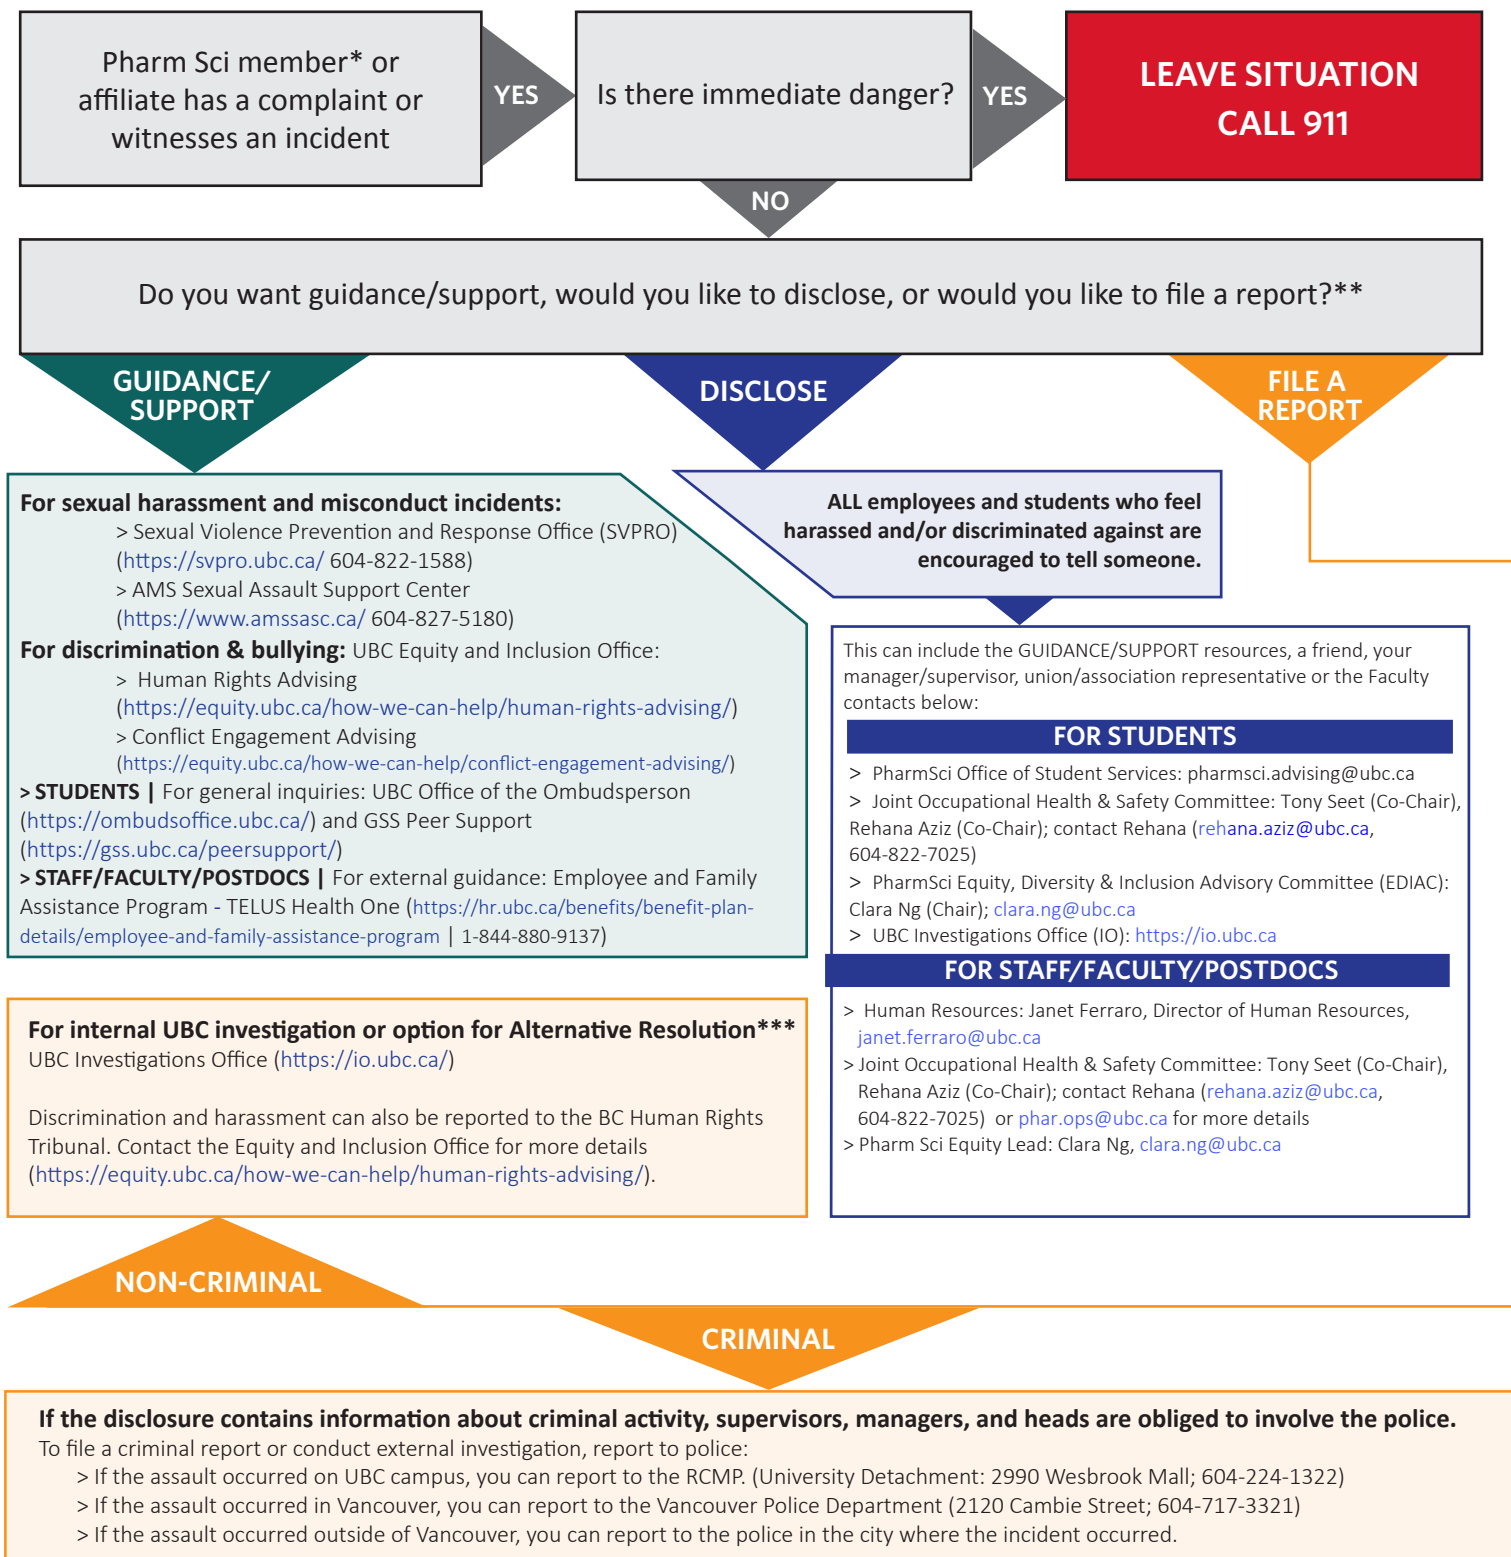 Pharm Sci member* or
affiliate has a complaint or
witnesses an incident
YES
Is there immediate danger?
YES
LEAVE SITUATION
CALL 911
NO
Do you want guidance/support, would you like to disclose, or would you like to file a report?**
GUIDANCE/
SUPPORT
DISCLOSE
FILE A
REPORT
For sexual harassment and misconduct incidents:
> Sexual Violence Prevention and Response Office (SVPRO)
(https://svpro.ubc.ca/ 604-822-1588)
> AMS Sexual Assault Support Center
(https://www.amssasc.ca/ 604-827-5180)
For discrimination & bullying: UBC Equity and Inclusion Office:
> Human Rights Advising
(https://equity.ubc.ca/how-we-can-help/human-rights-advising/)
> Conflict Engagement Advising
(https://equity.ubc.ca/how-we-can-help/conflict-engagement-advising/)
> STUDENTS | For general inquiries: UBC Office of the Ombudsperson
(https://ombudsoffice.ubc.ca/) and GSS Peer Support
(https://gss.ubc.ca/peersupport/)
> STAFF/FACULTY/POSTDOCS | For external guidance: Employee and Family
Assistance Program - TELUS Health One (https://hr.ubc.ca/benefits/benefit-plan-
details/employee-and-family-assistance-program | 1-844-880-9137)
ALL employees and students who feel
harassed and/or discriminated against are
encouraged to tell someone.
This can include the GUIDANCE/SUPPORT resources, a friend, your
manager/supervisor, union/association representative or the Faculty
contacts below:
FOR STUDENTS
> PharmSci Office of Student Services: pharmsci.advising@ubc.ca
> Joint Occupational Health & Safety Committee: Tony Seet (Co-Chair),
Rehana Aziz (Co-Chair); contact Rehana (rehana.aziz@ubc.ca,
604-822-7025)
> PharmSci Equity, Diversity & Inclusion Advisory Committee (EDIAC):
Clara Ng (Chair); clara.ng@ubc.ca
> UBC Investigations Office (IO): https://io.ubc.ca
FOR STAFF/FACULTY/POSTDOCS
> Human Resources: Janet Ferraro, Director of Human Resources,
janet.ferraro@ubc.ca
> Joint Occupational Health & Safety Committee: Tony Seet (Co-Chair),
Rehana Aziz (Co-Chair); contact Rehana (rehana.aziz@ubc.ca,
604-822-7025) or phar.ops@ubc.ca for more details
> Pharm Sci Equity Lead: Clara Ng, clara.ng@ubc.ca
For internal UBC investigation or option for Alternative Resolution***
UBC Investigations Office (https://io.ubc.ca/)
Discrimination and harassment can also be reported to the BC Human Rights
Tribunal. Contact the Equity and Inclusion Office for more details
(https://equity.ubc.ca/how-we-can-help/human-rights-advising/).
NON-CRIMINAL
CRIMINAL
If the disclosure contains information about criminal activity, supervisors, managers, and heads are obliged to involve the police.
To file a criminal report or conduct external investigation, report to police:
> If the assault occurred on UBC campus, you can report to the RCMP. (University Detachment: 2990 Wesbrook Mall; 604-224-1322)
> If the assault occurred in Vancouver, you can report to the Vancouver Police Department (2120 Cambie Street; 604-717-3321)
> If the assault occurred outside of Vancouver, you can report to the police in the city where the incident occurred.